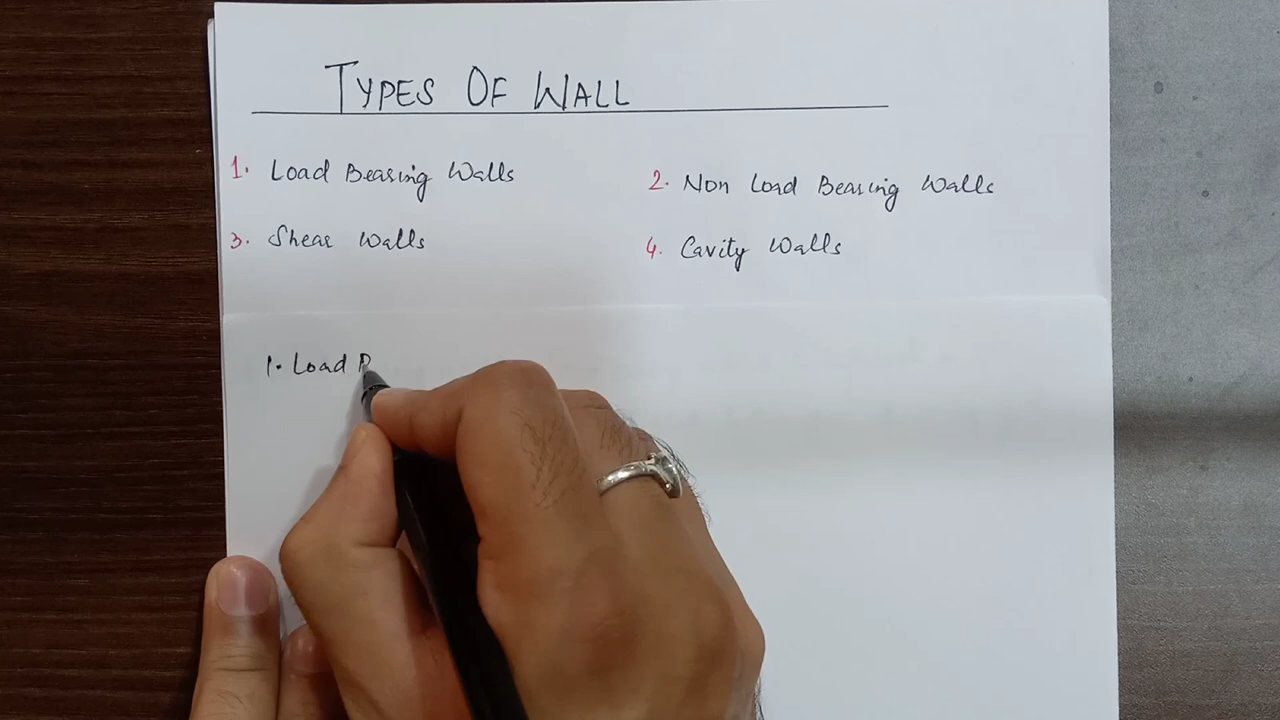 TYPES OF WALL
1. Load Bearing Walls
2. Non Load Bearing Walls
3. Shear Walls
4. Cavity Walls
1. Load